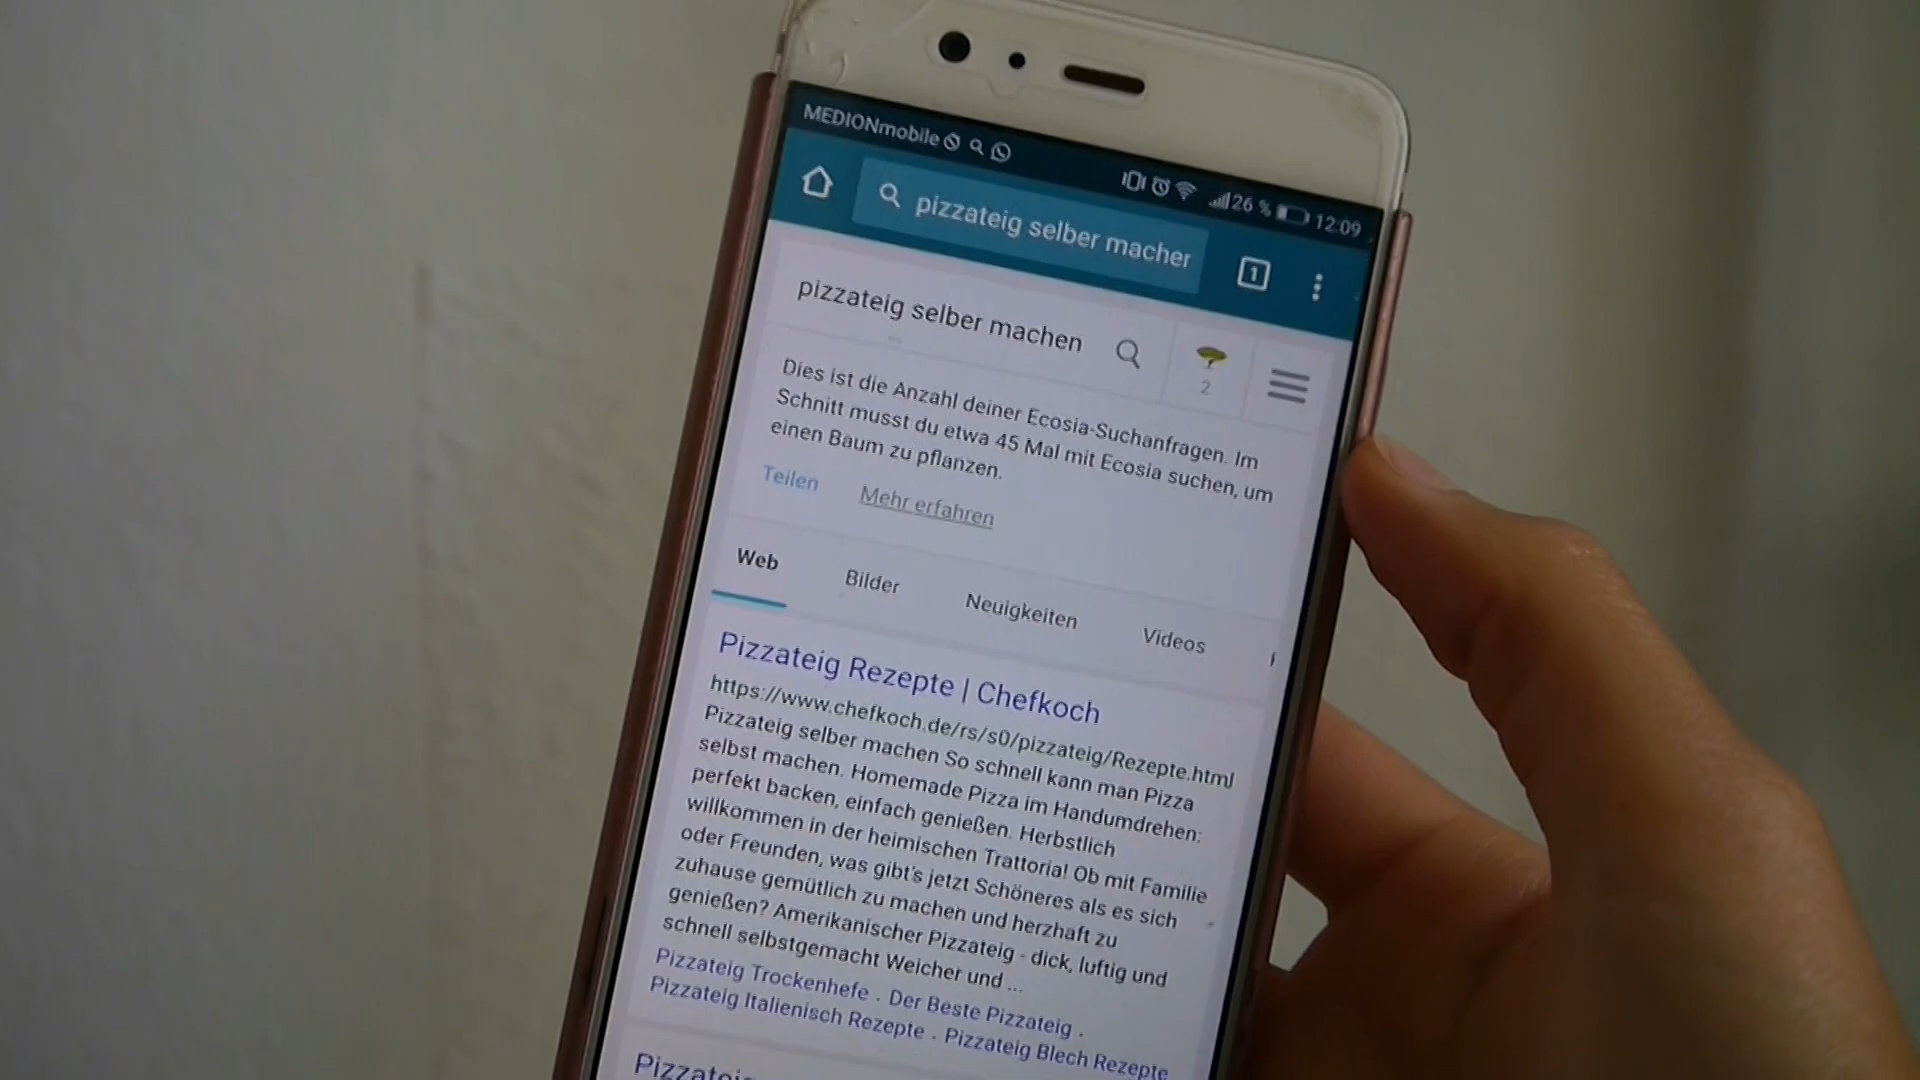 MEDIONmobile
26 % 12:09
pizzateig selber macher
1
pizzateig selber machen
2
Dies ist die Anzahl deiner Ecosia-Suchanfragen. Im
Schnitt musst du etwa 45 Mal mit Ecosia suchen, um
einen Baum zu pflanzen.
Teilen Mehr erfahren
Web Bilder Neuigkeiten Videos
Pizzateig Rezepte | Chefkoch
https://www.chefkoch.de/rs/s0/pizzateig/Rezepte.html
Pizzateig selber machen So schnell kann man Pizza
selbst machen. Homemade Pizza im Handumdrehen:
perfekt backen, einfach genießen. Herbstlich
willkommen in der heimischen Trattoria! Ob mit Familie
oder Freunden, was gibt's jetzt Schöneres als es sich
zuhause gemütlich zu machen und herzhaft zu
genießen? Amerikanischer Pizzateig - dick, luftig und
schnell selbstgemacht Weicher und ...
Pizzateig Trockenhefe . Der Beste Pizzateig .
Pizzateig Italienisch Rezepte . Pizzateig Blech Rezepte